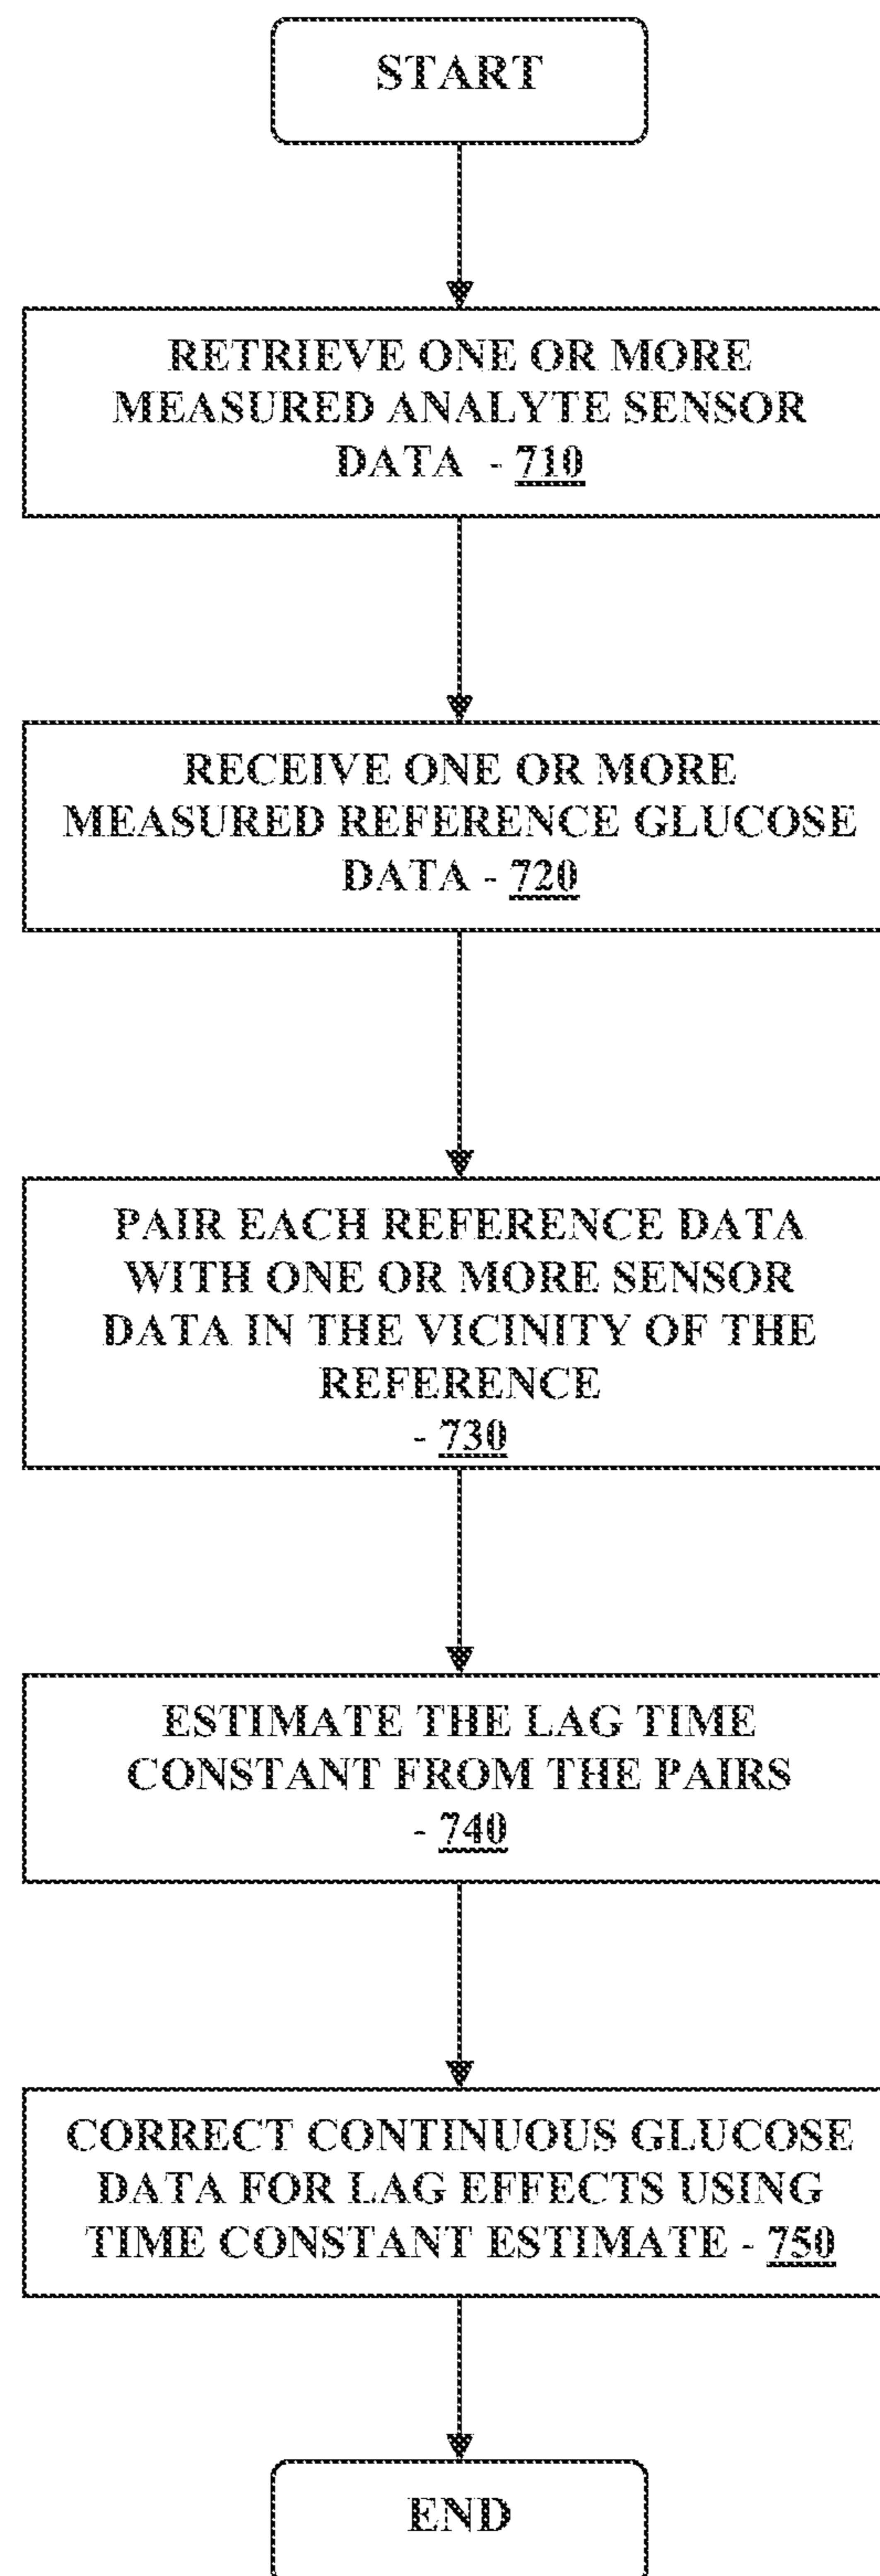 START
RETRIEVE ONE OR MORE
MEASURED ANALYTE SENSOR
DATA - 710
RECEIVE ONE OR MORE
MEASURED REFERENCE GLUCOSE
DATA - 720
PAIR EACH REFERENCE DATA
WITH ONE OR MORE SENSOR
DATA IN THE VICINITY OF THE
REFERENCE
- 730
ESTIMATE THE LAG TIME
CONSTANT FROM THE PAIRS
- 740
CORRECT CONTINUOUS GLUCOSE
DATA FOR LAG EFFECTS USING
TIME CONSTANT ESTIMATE - 750
END